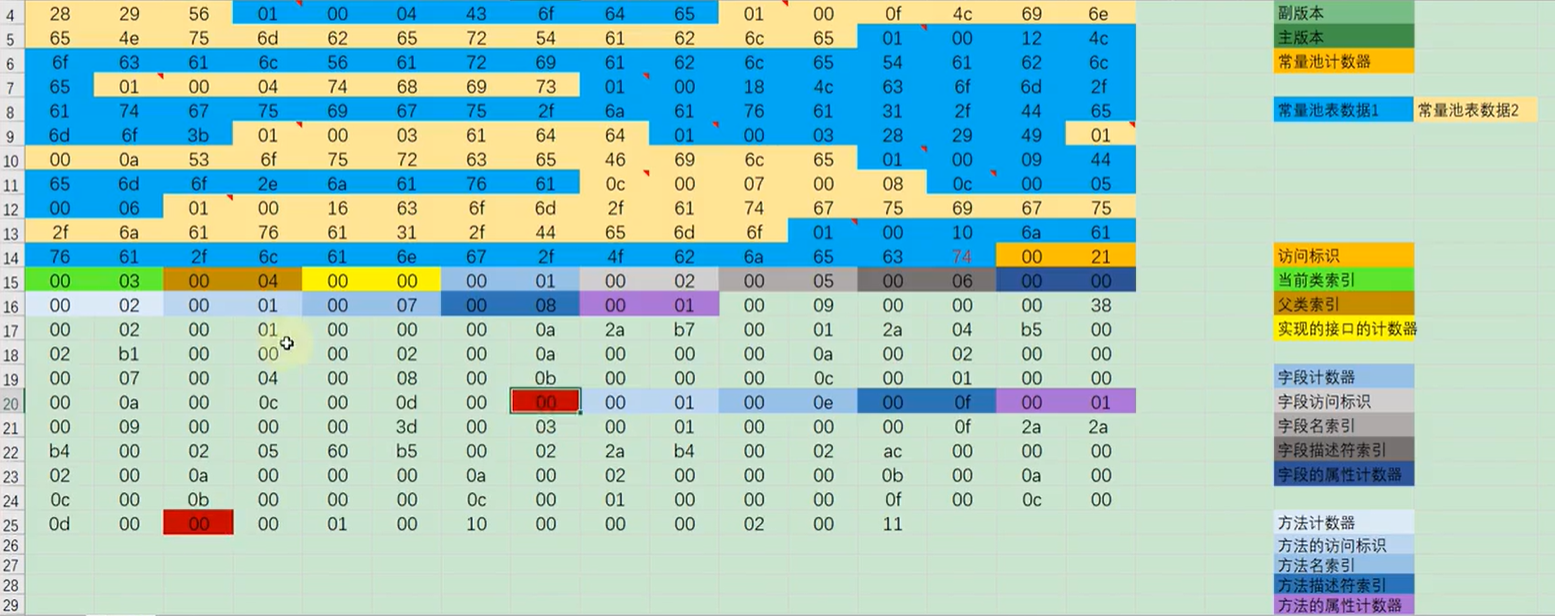 4 28 29 56 01 00 04 43 6f 64 65 01 00 0f 4c 69 6e 副版本
5 65 4e 75 6d 62 65 72 54 61 62 6c 65 01 00 12 4c 主版本
6 6f 63 61 6c 56 61 72 69 61 62 6c 65 54 61 62 6c 常量池计数器
7 65 01 00 04 74 68 69 73 01 00 18 4c 63 6f 6d 2f
8 61 74 67 75 69 67 75 2f 6a 61 76 61 31 2f 44 65 常量池表数据1 常量池表数据2
9 6d 6f 3b 01 00 03 61 64 64 01 00 03 28 29 49 01
10 00 0a 53 6f 75 72 63 65 46 69 6c 65 01 00 09 44
11 65 6d 6f 2e 6a 61 76 61 0c 00 07 00 08 0c 00 05
12 00 06 01 00 16 63 6f 6d 2f 61 74 67 75 69 67 75
13 2f 6a 61 76 61 31 2f 44 65 6d 6f 01 00 10 6a 61
14 76 61 2f 6c 61 6e 67 2f 4f 62 6a 65 63 74 00 21 访问标识
15 00 03 00 04 00 00 00 01 00 02 00 05 00 06 00 00 当前类索引
16 00 02 00 01 00 07 00 08 00 01 00 09 00 00 00 38 父类索引
17 00 02 02 01 00 00 00 0a 2a b7 00 01 2a 04 b5 00 实现的接口的计数器
18 02 b1 00 00 00 02 00 0a 00 00 00 0a 00 02 00 00
19 00 07 00 04 00 08 00 0b 00 00 00 0c 00 01 00 00 字段计数器
20 00 0a 00 0c 00 0d 00 00 00 01 00 0e 00 0f 00 01 字段访问标识
21 00 09 00 00 00 3d 00 03 00 01 00 00 00 0f 2a 2a 字段名索引
22 b4 00 02 05 60 b5 00 02 2a b4 00 02 ac 00 00 00 字段描述符索引
23 02 00 0a 00 00 00 0a 00 02 00 00 00 0b 00 0a 00 字段的属性计数器
24 0c 00 0b 00 00 00 0c 00 01 00 00 00 0f 00 0c 00
25 0d 00 00 00 01 00 10 00 00 00 02 00 11 方法计数器
26 方法的访问标识
27 方法名索引
28 方法描述符索引
29 方法的属性计数器